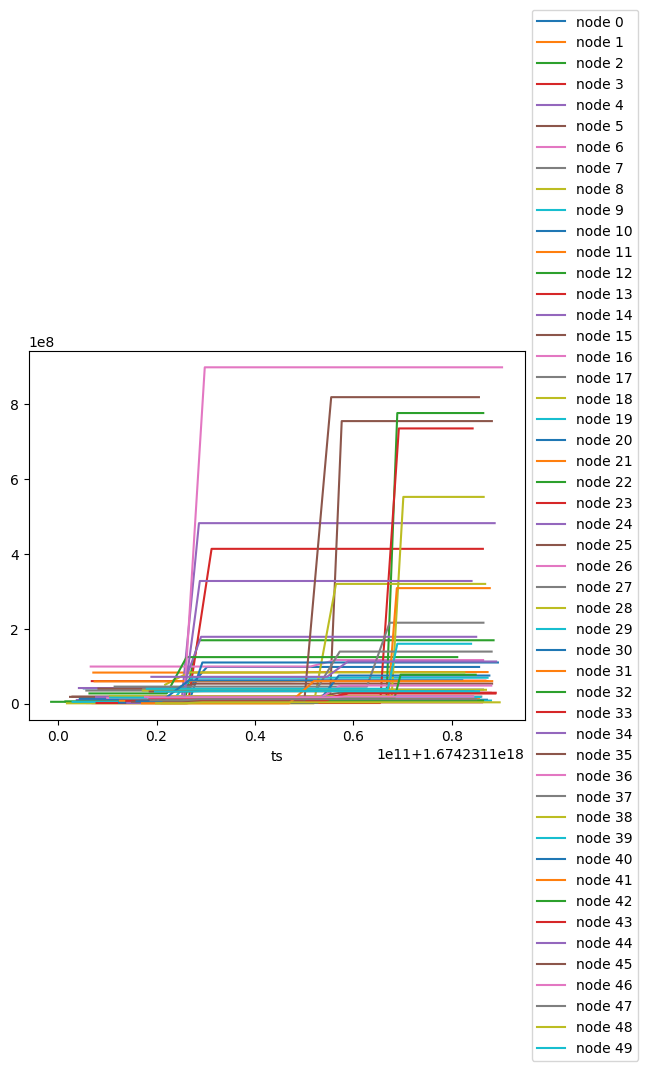 1e8
8
6
4
2
0
0.0 0.2 0.4 0.6 0.8
ts
1e11+1.6742311e18
node 0
node 1
node 2
node 3
node 4
node 5
node 6
node 7
node 8
node 9
node 10
node 11
node 12
node 13
node 14
node 15
node 16
node 17
node 18
node 19
node 20
node 21
node 22
node 23
node 24
node 25
node 26
node 27
node 28
node 29
node 30
node 31
node 32
node 33
node 34
node 35
node 36
node 37
node 38
node 39
node 40
node 41
node 42
node 43
node 44
node 45
node 46
node 47
node 48
node 49